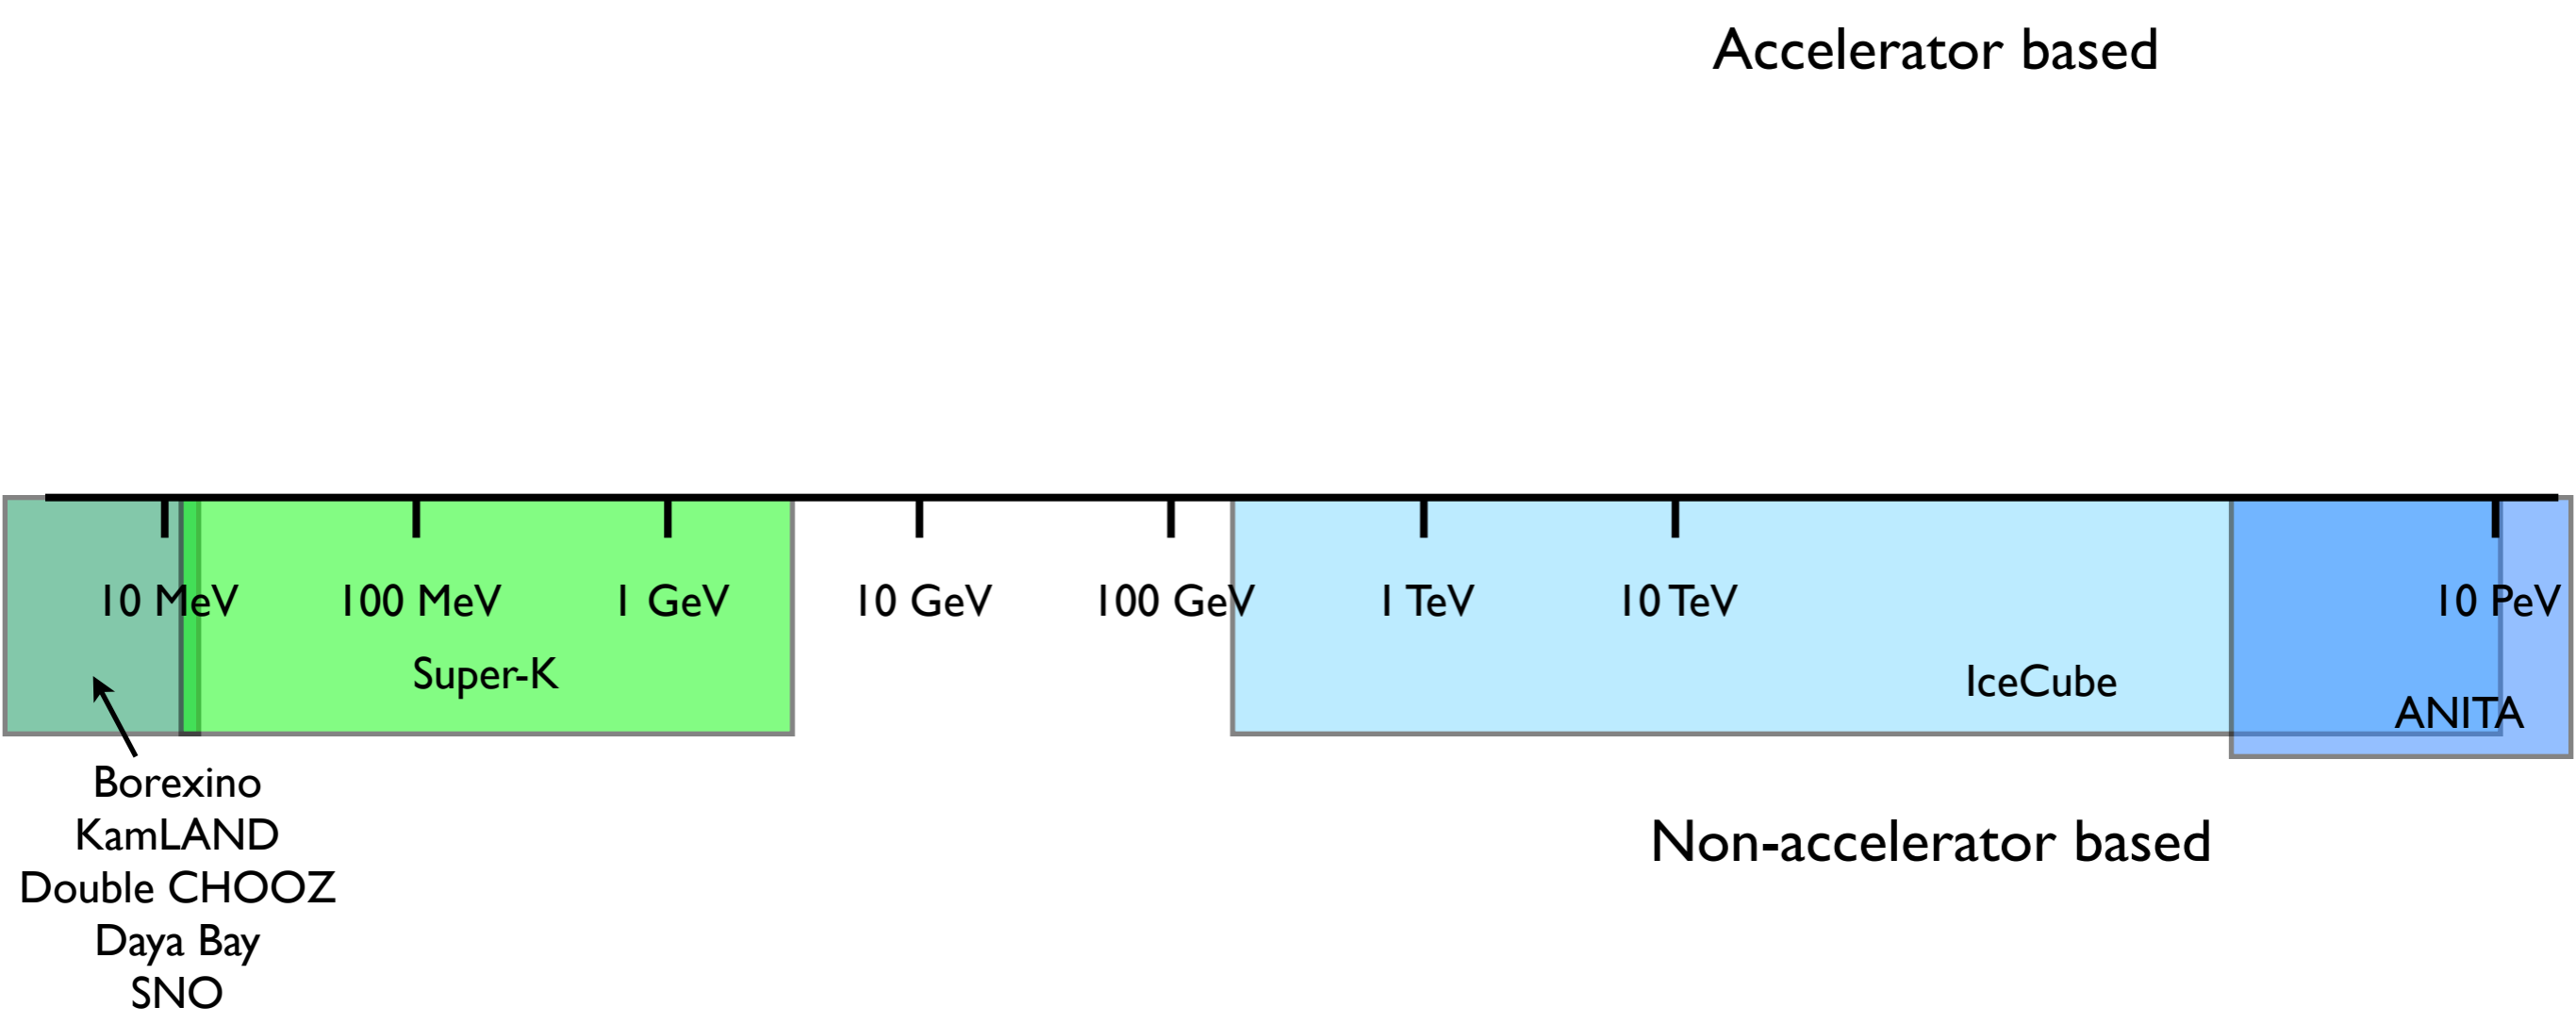 Accelerator based
10 MeV 100 MeV 1 GeV 10 GeV 100 GeV 1 TeV 10 TeV 10 PeV
Super-K
IceCube
ANITA
Borexino
KamLAND
Double CHOOZ
Daya Bay
SNO
Non-accelerator based